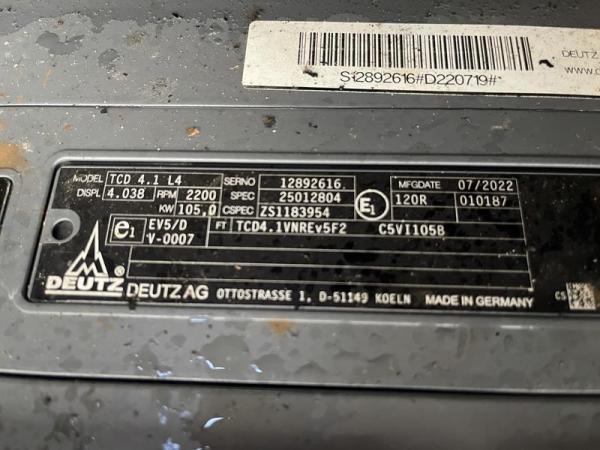 S12892616#D220719#
DEUTZ
www.
MODEL TCD 4.1 L4 SERNO 12892616 MFGDATE 07/2022
DISPL 4.038 RPM 2200 SPEC 25012804 E1 120R 010187
KW 105,0 CSPEC ZS1183954
e1 EV5/D FT TCD4.1VNREv5F2 C5VI105B
V-0007
DEUTZ ® DEUTZ AG OTTOSTRASSE 1, D-51149 KOELN MADE IN GERMANY
CS